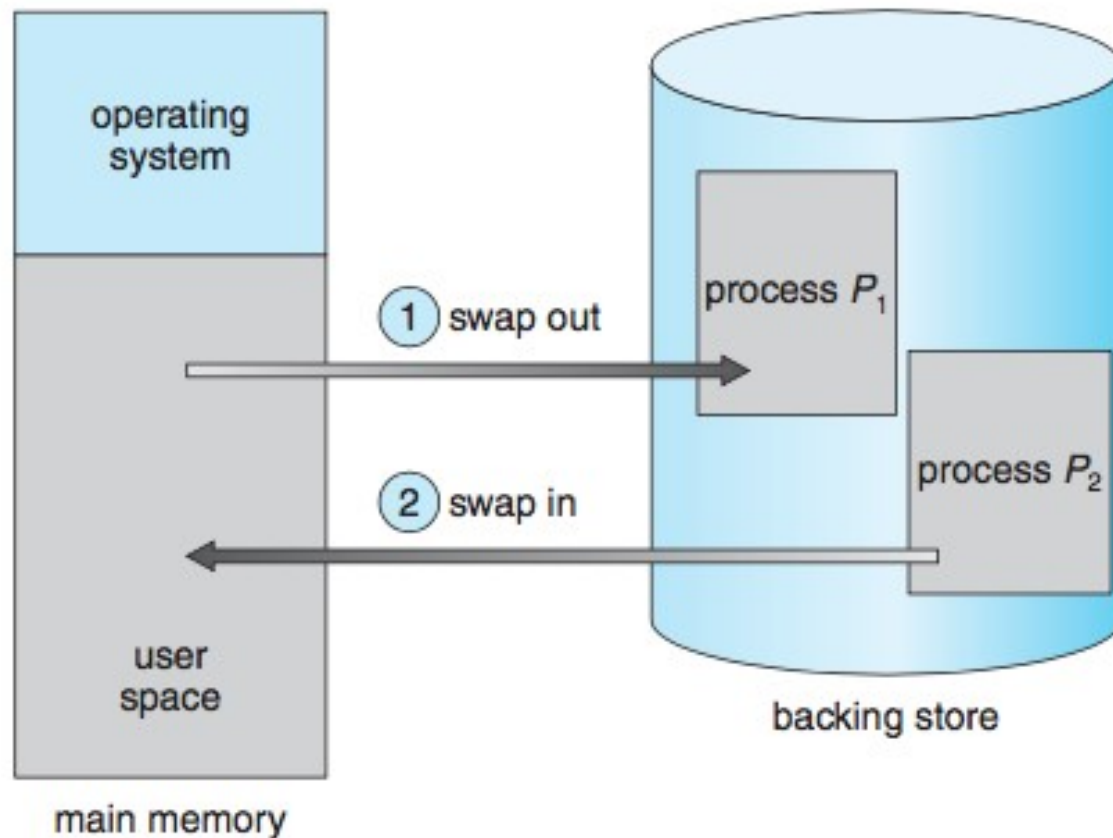 operating
system
process P₁
1 swap out
process P₂
2 swap in
user
space
backing store
main memory